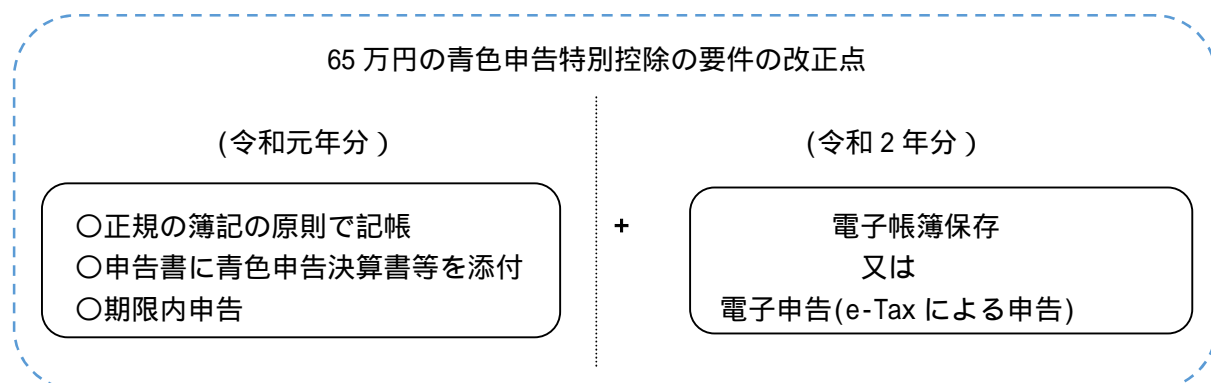 65 万円の青色申告特別控除の要件の改正点
(令和元年分 )
(令和 2 年分 )
〇正規の簿記の原則で記帳
〇申告書に青色申告決算書等を添付
〇期限内申告
+
電子帳簿保存
又は
電子申告(e-Tax による申告)